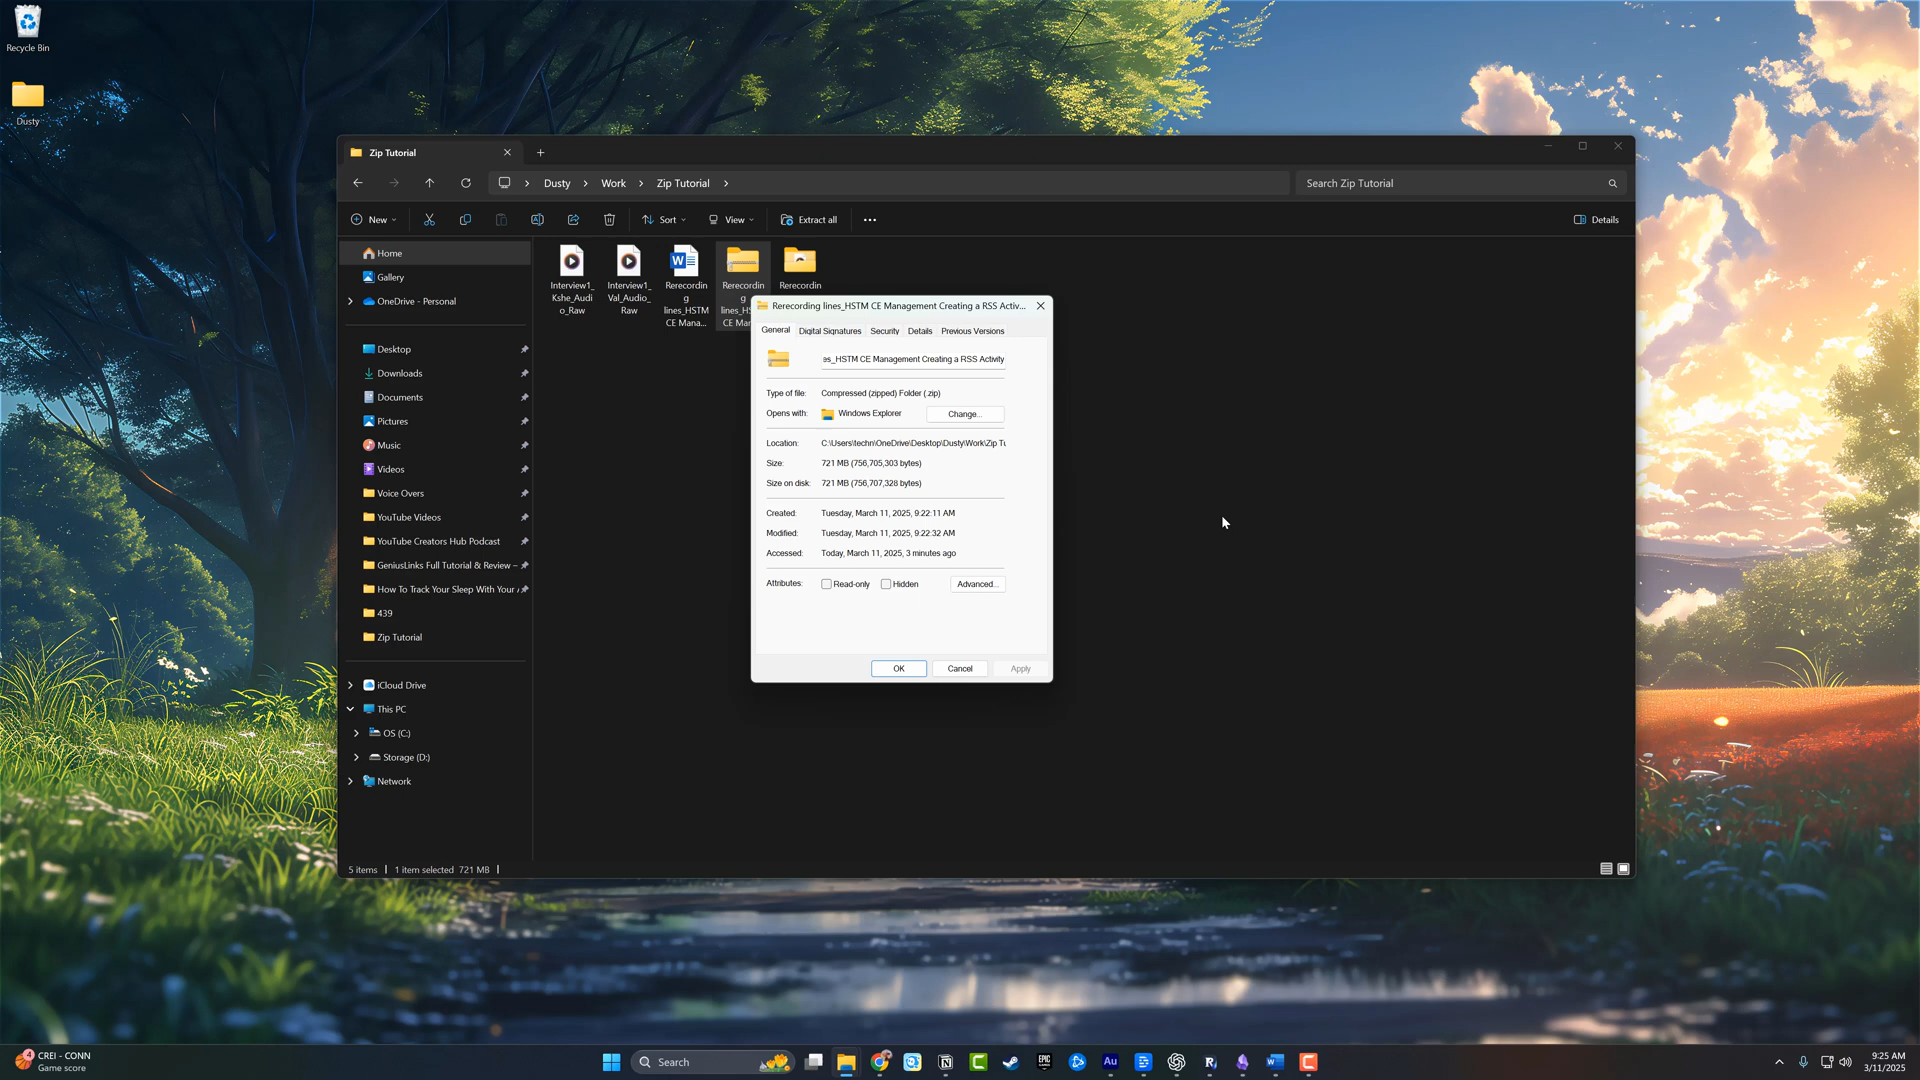 Recycle Bin
Dusty
Zip Tutorial
Dusty
Work
Zip Tutorial
Search Zip Tutorial
New
Sort
View
Extract all
Details
Home
Gallery
OneDrive - Personal
Desktop
Downloads
Documents
Pictures
Music
Videos
Voice Overs
YouTube Videos
YouTube Creators Hub Podcast
GeniusLinks Full Tutorial & Review –
How To Track Your Sleep With Your
439
Zip Tutorial
iCloud Drive
This PC
OS (C:)
Storage (D:)
Network
Interview1_
Kshe_Audi
o_Raw
Interview1_
Val_Audio_
Raw
Rerecordin
g
lines_HSTM
CE Mana...
Rerecordin
g
lines_HS
CE Mar
Rerecordin
Rerecording lines_HSTM CE Management Creating a RSS Activ...
General
Digital Signatures
Security
Details
Previous Versions
es_HSTM CE Management Creating a RSS Activity
Type of file: Compressed (zipped) Folder (.zip)
Opens with: Windows Explorer
Change...
Location: C:\Users\techn\OneDrive\Desktop\Dusty\Work\Zip Tu
Size: 721 MB (756,705,303 bytes)
Size on disk: 721 MB (756,707,328 bytes)
Created: Tuesday, March 11, 2025, 9:22:11 AM
Modified: Tuesday, March 11, 2025, 9:22:32 AM
Accessed: Today, March 11, 2025, 3 minutes ago
Attributes: Read-only Hidden
Advanced...
OK
Cancel
Apply
5 items
1 item selected 721 MB
4
CREI - CONN
Game score
Search
EPIC
Au
9:25 AM
3/11/2025